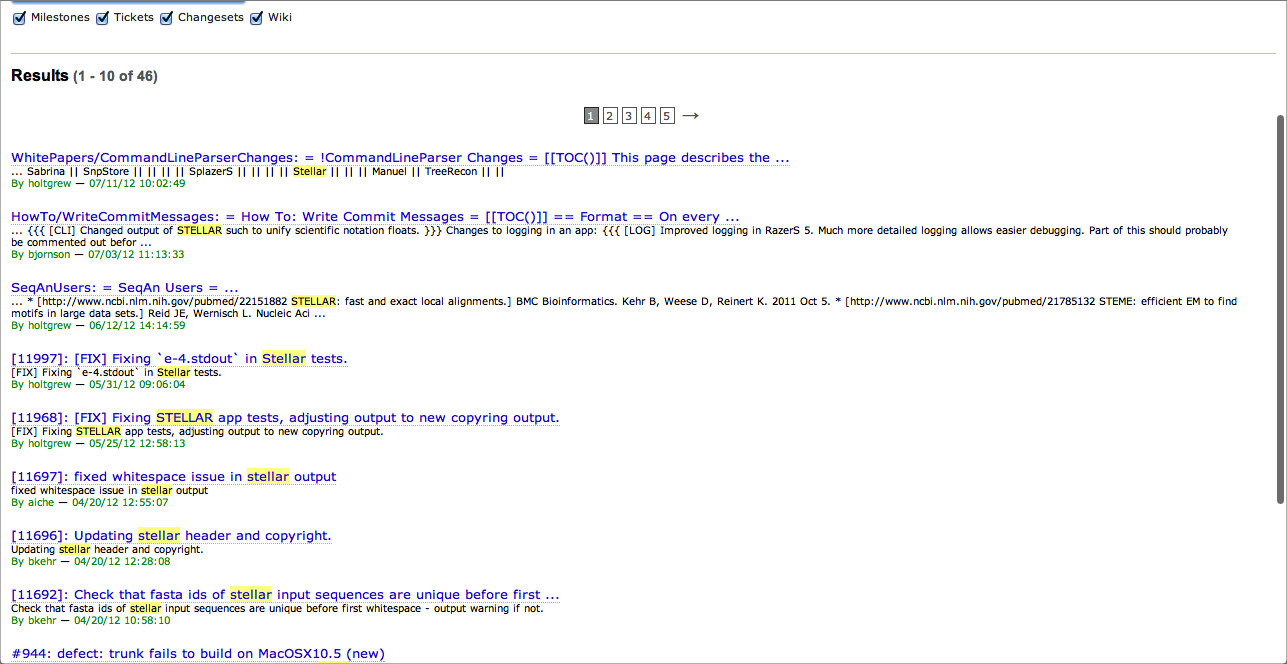 Milestones Tickets Changesets Wiki
Results (1 - 10 of 46)
1 2 3 4 5 →
WhitePapers/CommandLineParserChanges: = !CommandLineParser Changes = [[TOC()]] This page describes the ...
... Sabrina || SnpStore || || || || SplazerS || || || || Stellar || || || Manuel || TreeRecon || ||
By holtgrew — 07/11/12 10:02:49
HowTo/WriteCommitMessages: = How To: Write Commit Messages = [[TOC()]] == Format == On every ...
... {{{ [CLI] Changed output of STELLAR such to unify scientific notation floats. }}} Changes to logging in an app: {{{ [LOG] Improved logging in RazerS 5. Much more detailed logging allows easier debugging. Part of this should probably
be commented out befor ...
By bjornson — 07/03/12 11:13:33
SeqAnUsers: = SeqAn Users = ...
... * [http://www.ncbi.nlm.nih.gov/pubmed/22151882 STELLAR: fast and exact local alignments.] BMC Bioinformatics. Kehr B, Weese D, Reinert K. 2011 Oct 5. * [http://www.ncbi.nlm.nih.gov/pubmed/21785132 STEME: efficient EM to find
motifs in large data sets.] Reid JE, Wernisch L. Nucleic Aci ...
By holtgrew — 06/12/12 14:14:59
[11997]: [FIX] Fixing `e-4.stdout` in Stellar tests.
[FIX] Fixing `e-4.stdout` in Stellar tests.
By holtgrew — 05/31/12 09:06:04
[11968]: [FIX] Fixing STELLAR app tests, adjusting output to new copyring output.
[FIX] Fixing STELLAR app tests, adjusting output to new copyring output.
By holtgrew — 05/25/12 12:58:13
[11697]: fixed whitespace issue in stellar output
fixed whitespace issue in stellar output
By aiche — 04/20/12 12:55:07
[11696]: Updating stellar header and copyright.
Updating stellar header and copyright.
By bkehr — 04/20/12 12:28:08
[11692]: Check that fasta ids of stellar input sequences are unique before first ...
Check that fasta ids of stellar input sequences are unique before first whitespace - output warning if not.
By bkehr — 04/20/12 10:58:10
#944: defect: trunk fails to build on MacOSX10.5 (new)